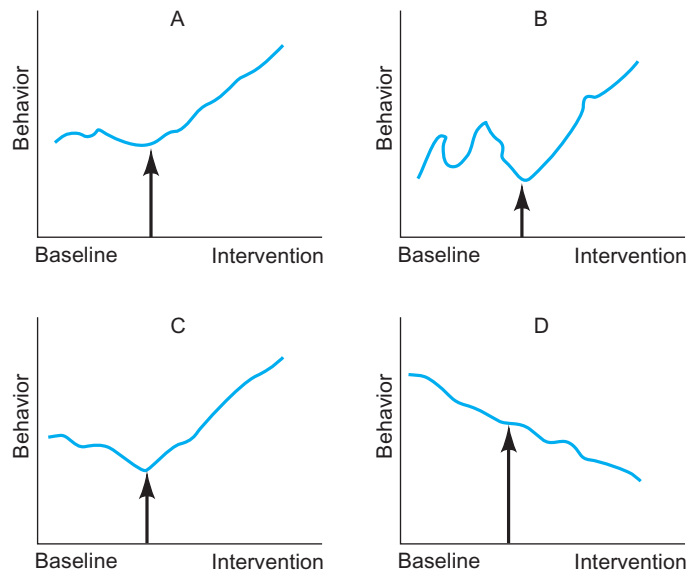 A
Behavior
Baseline Intervention
B
Behavior
Baseline Intervention
C
Behavior
Baseline Intervention
D
Behavior
Baseline Intervention